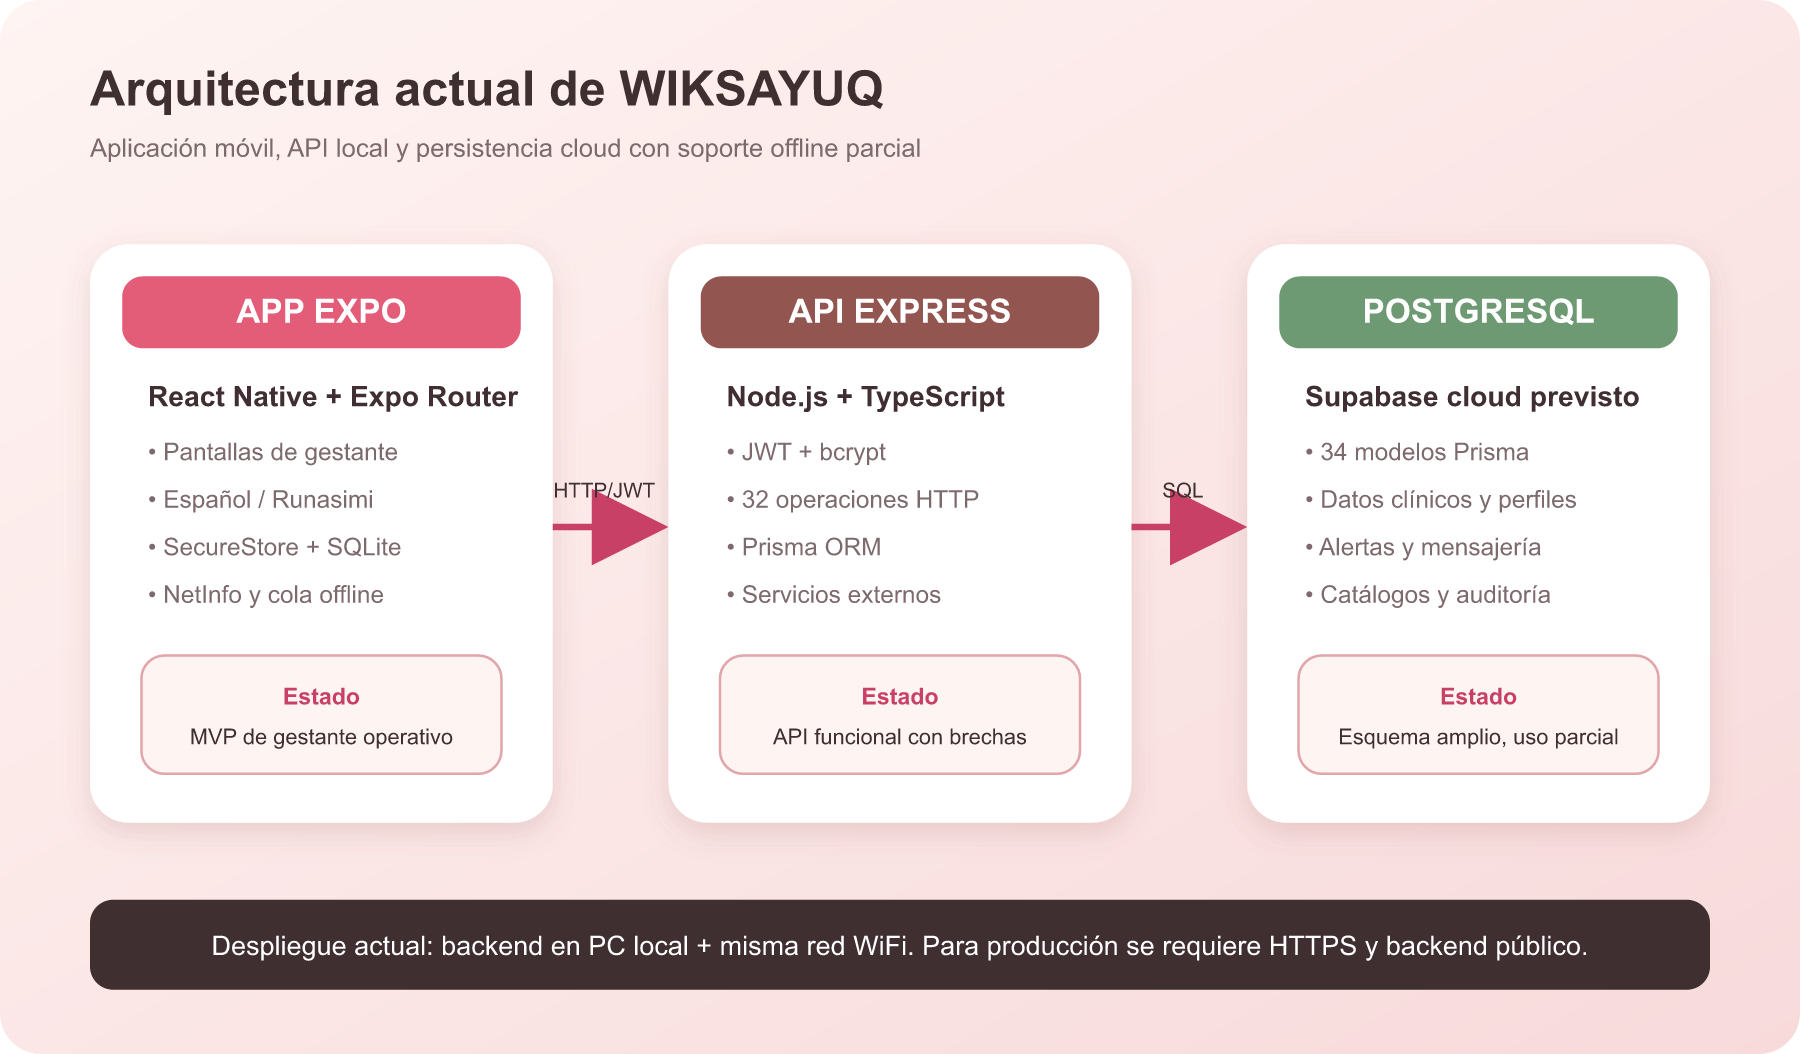 Arquitectura actual de WIKSAYUQ
Aplicación móvil, API local y persistencia cloud con soporte offline parcial
APP EXPO
React Native + Expo Router
• Pantallas de gestante
• Español / Runasimi
• SecureStore + SQLite
• NetInfo y cola offline
Estado
MVP de gestante operativo
HTTP/JWT
API EXPRESS
Node.js + TypeScript
• JWT + bcrypt
• 32 operaciones HTTP
• Prisma ORM
• Servicios externos
Estado
API funcional con brechas
SQL
POSTGRESQL
Supabase cloud previsto
• 34 modelos Prisma
• Datos clínicos y perfiles
• Alertas y mensajería
• Catálogos y auditoría
Estado
Esquema amplio, uso parcial
Despliegue actual: backend en PC local + misma red WiFi. Para producción se requiere HTTPS y backend público.